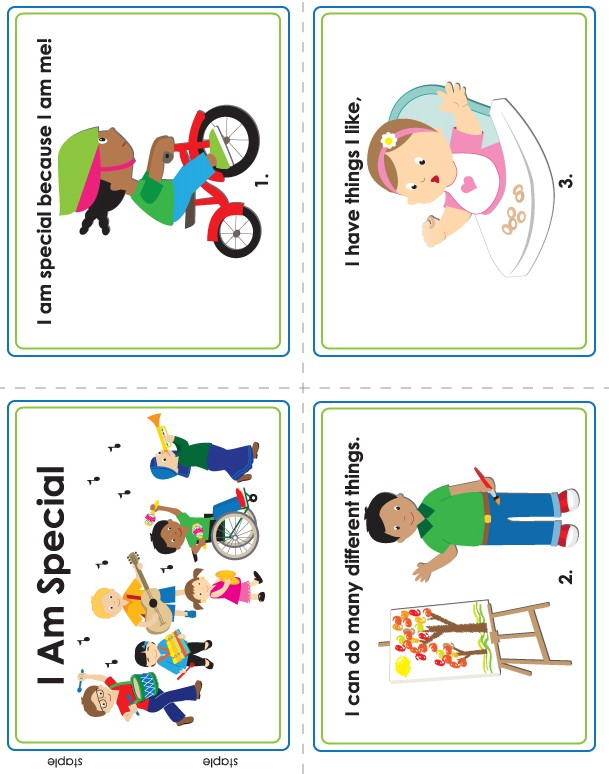 I Am Special
staple
staple
I am special because I am me!
1.
I can do many different things.
2.
I have things I like,
3.